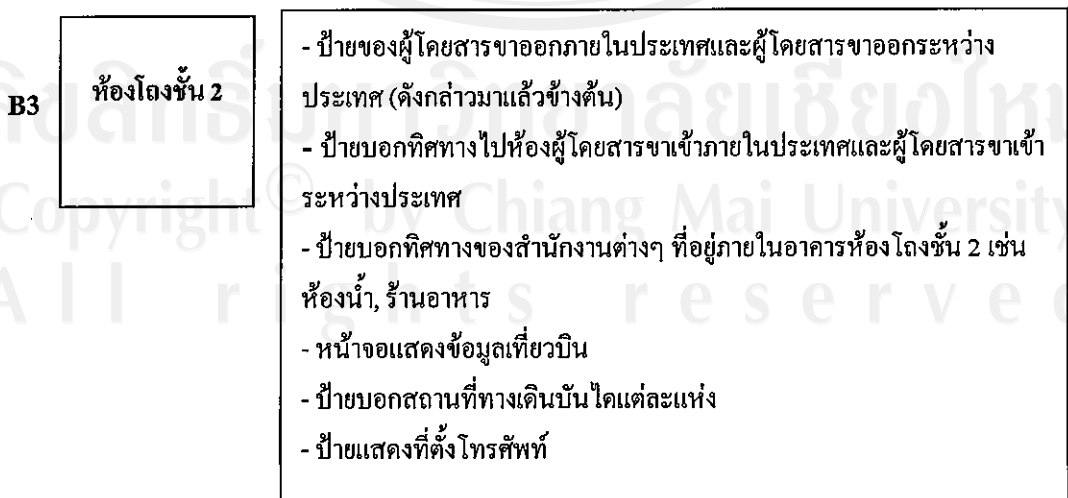 B3
ห้องโถงชั้น 2
- ป้ายของผู้โดยสารขาออกภายในประเทศและผู้โดยสารขาออกระหว่าง
ประเทศ (ดังกล่าวมาแล้วข้างต้น)
- ป้ายบอกทิศทางไปห้องผู้โดยสารขาเข้าภายในประเทศและผู้โดยสารขาเข้า
ระหว่างประเทศ
- ป้ายบอกทิศทางของสำนักงานต่างๆ ที่อยู่ภายในอาคารห้องโถงชั้น 2 เช่น
ห้องน้ำ, ร้านอาหาร
- หน้าจอแสดงข้อมูลเที่ยวบิน
- ป้ายบอกสถานที่ทางเดินบันไดแต่ละแห่ง
- ป้ายแสดงที่ตั้งโทรศัพท์
Copyright© by Chiang Mai University
All rights reserved